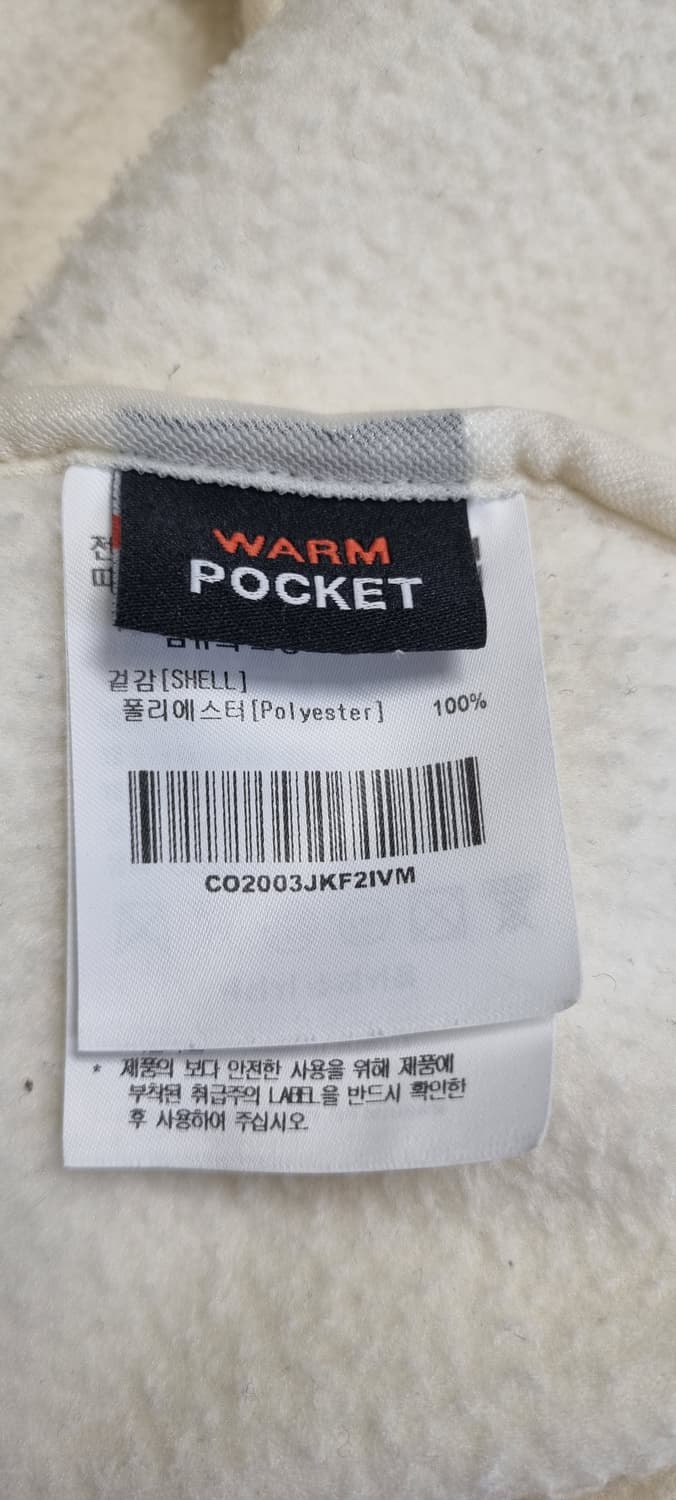 WARM
POCKET
겉감[SHELL]
폴리에스터[Polyester] 100%
CO2003JKF2IVM
* 제품의 보다 안전한 사용을 위해 제품에
부착된 취급주의 LABEL을 반드시 확인한
후 사용하여 주십시오.